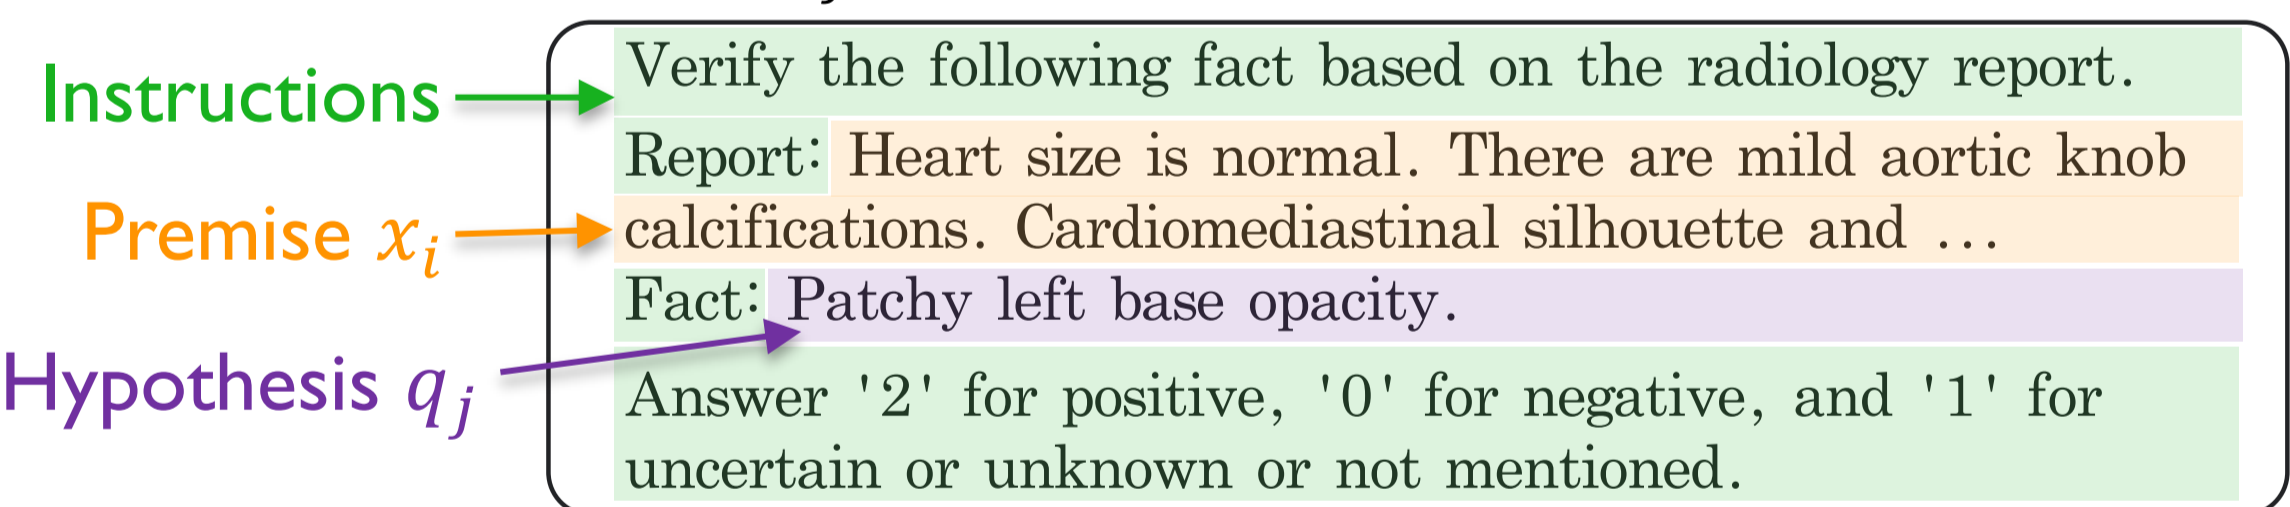 Instructions
Verify the following fact based on the radiology report.
Report: Heart size is normal. There are mild aortic knob
Premise xᵢ
calcifications. Cardiomediastinal silhouette and ...
Fact: Patchy left base opacity.
Hypothesis qⱼ
Answer '2' for positive, '0' for negative, and '1' for
uncertain or unknown or not mentioned.